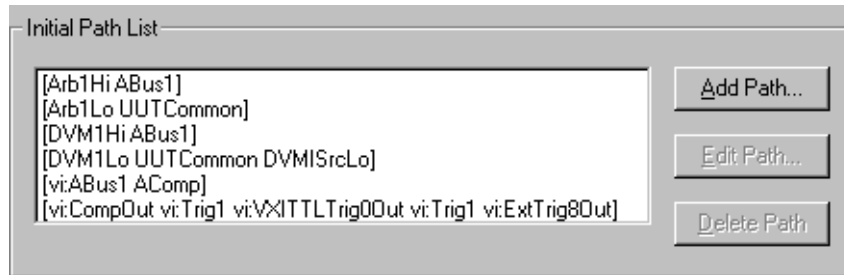 Initial Path List
[Arb1Hi ABus1]
[Arb1Lo UUTCommon]
[DVM1Hi ABus1]
[DVM1Lo UUTCommon DVMISrcLo]
[vi:ABus1 AComp]
[vi:CompOut vi:Trig1 vi:VXITTLTrig0Out vi:Trig1 vi:ExtTrig8Out]
Add Path...
Edit Path...
Delete Path